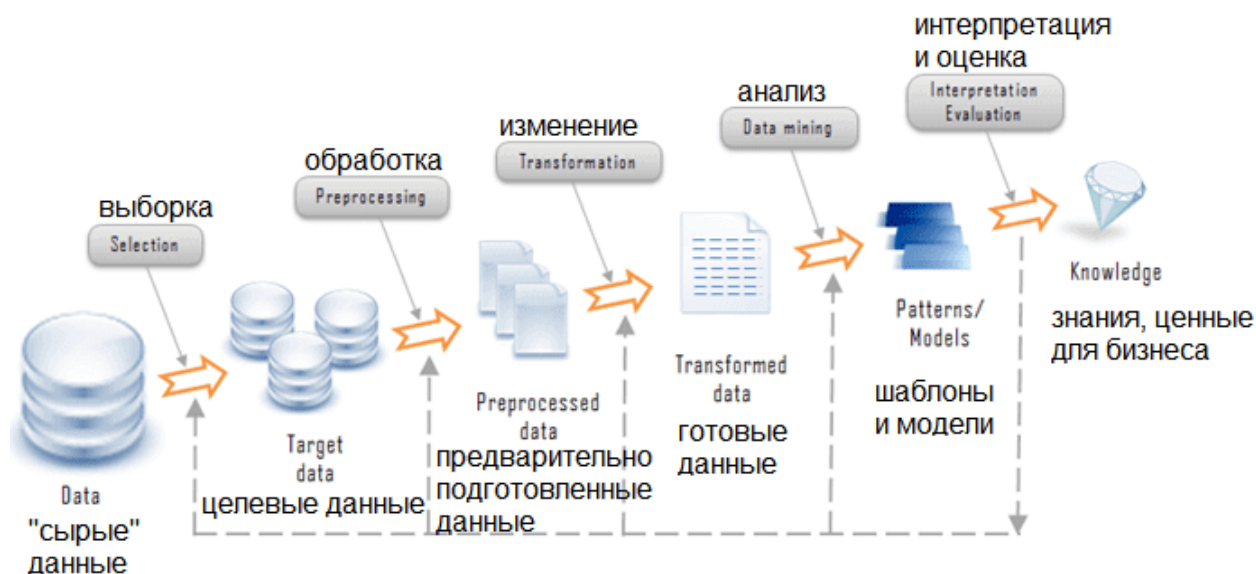 интерпретация
и оценка
Interpretation
Evaluation
анализ
Data mining
изменение
Transformation
обработка
Preprocessing
выборка
Selection
Data
"сырые"
данные
Target
data
целевые данные
Preprocessed
data
предварительно
подготовленные
данные
Transformed
data
готовые
данные
Patterns/
Models
шаблоны
и модели
Knowledge
знания, ценные
для бизнеса